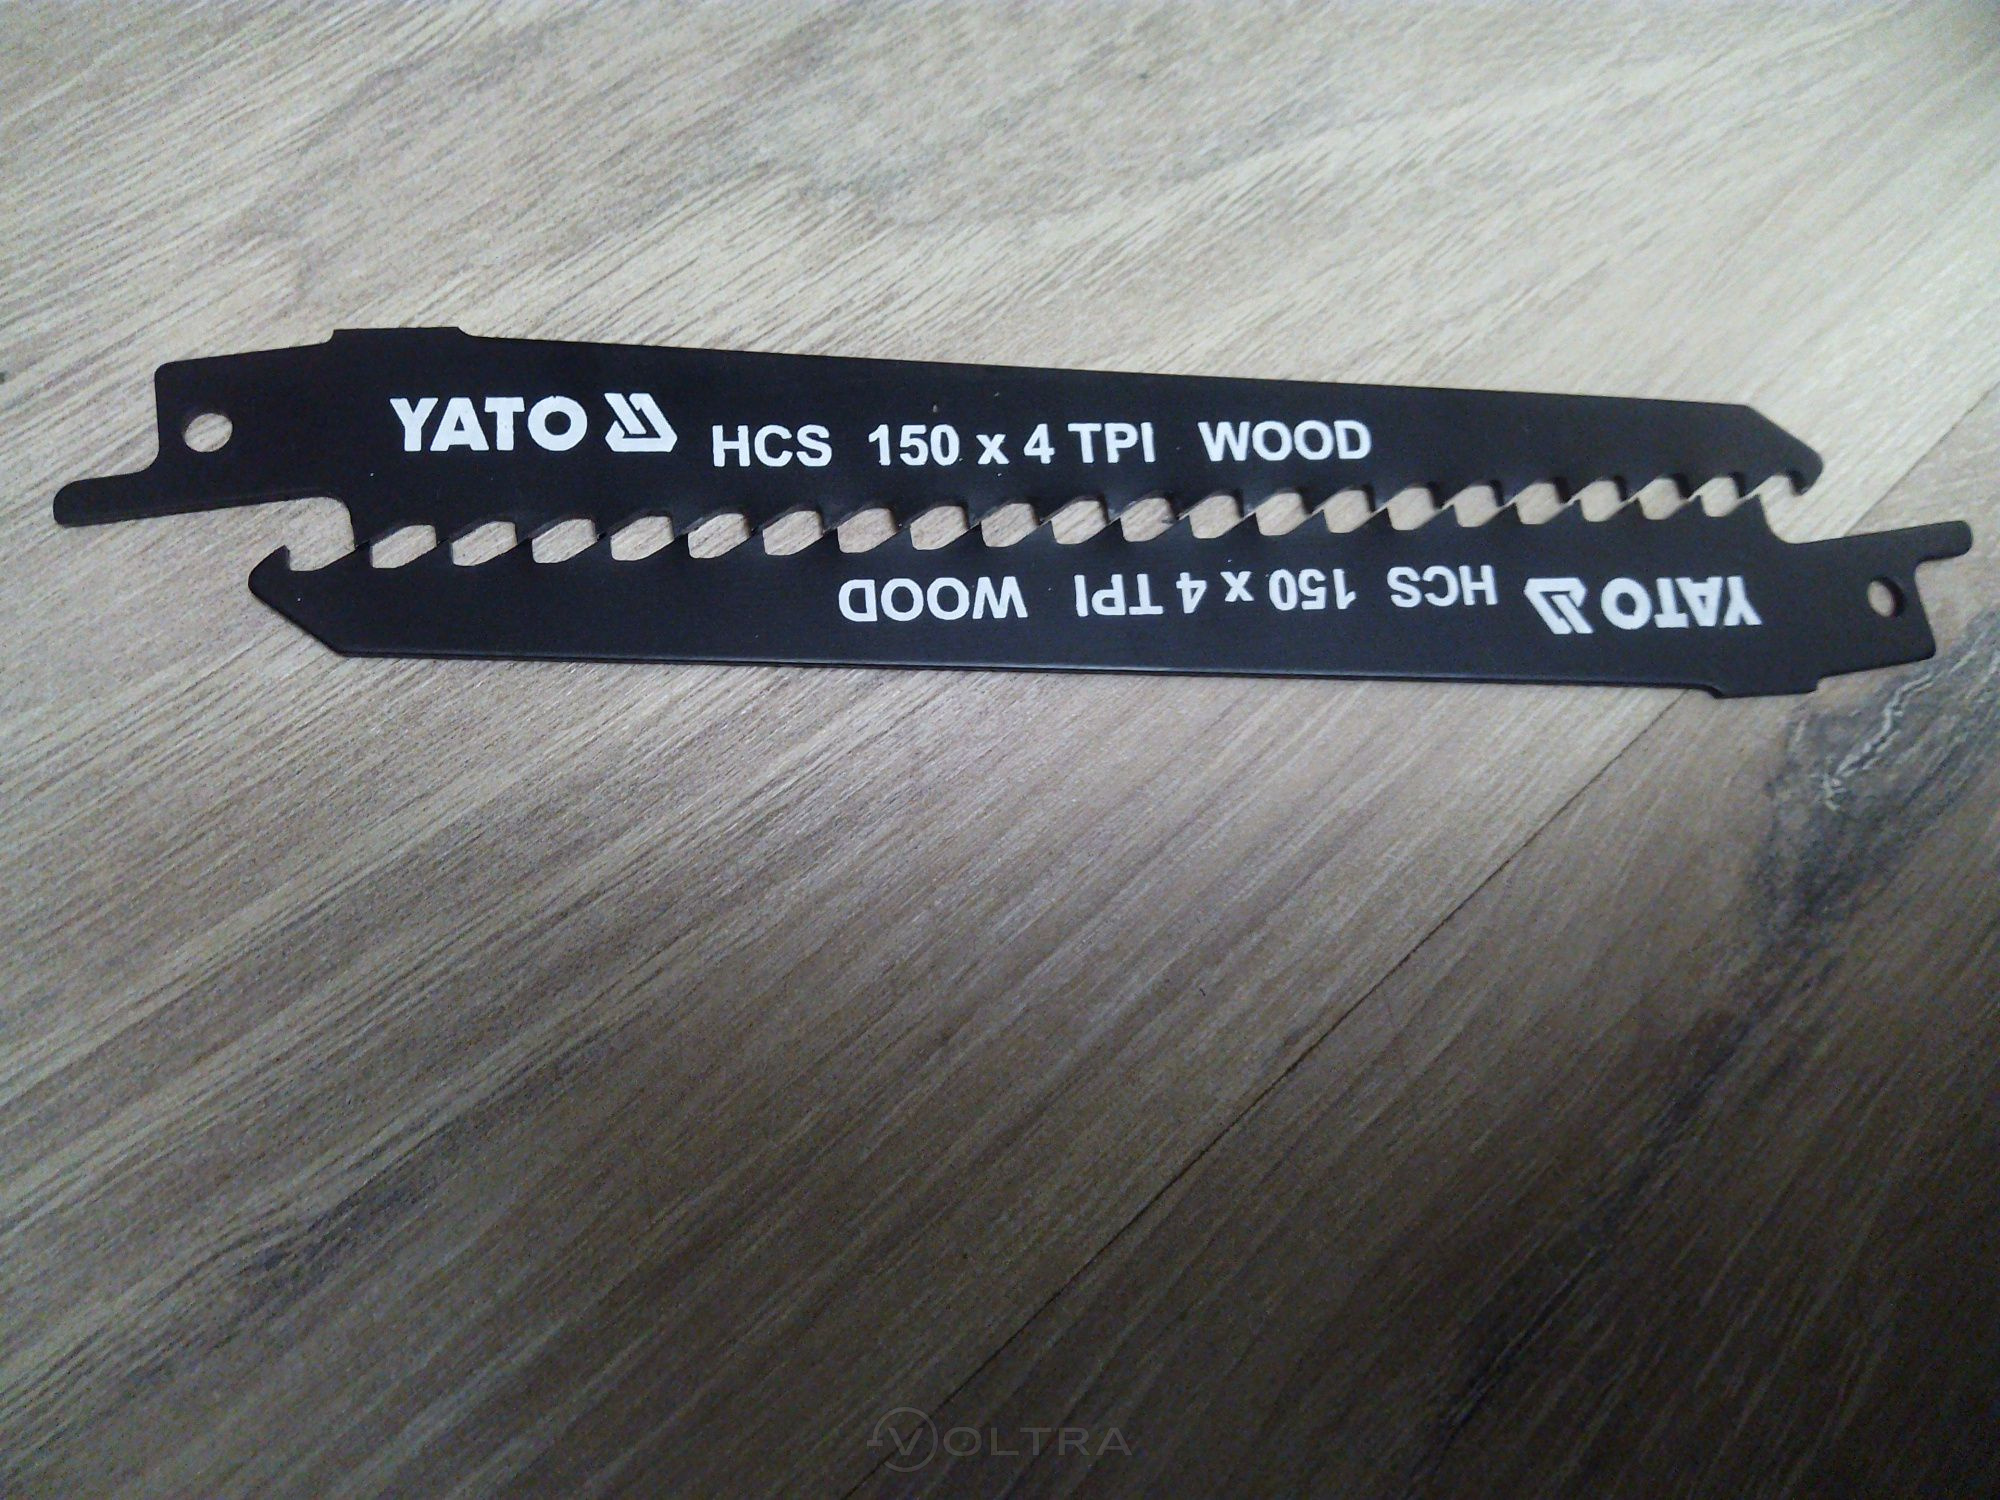 YATO HCS 150 x 4 TPI WOOD
YATO HCS 150 x 4 TPI WOOD
VOLTRA